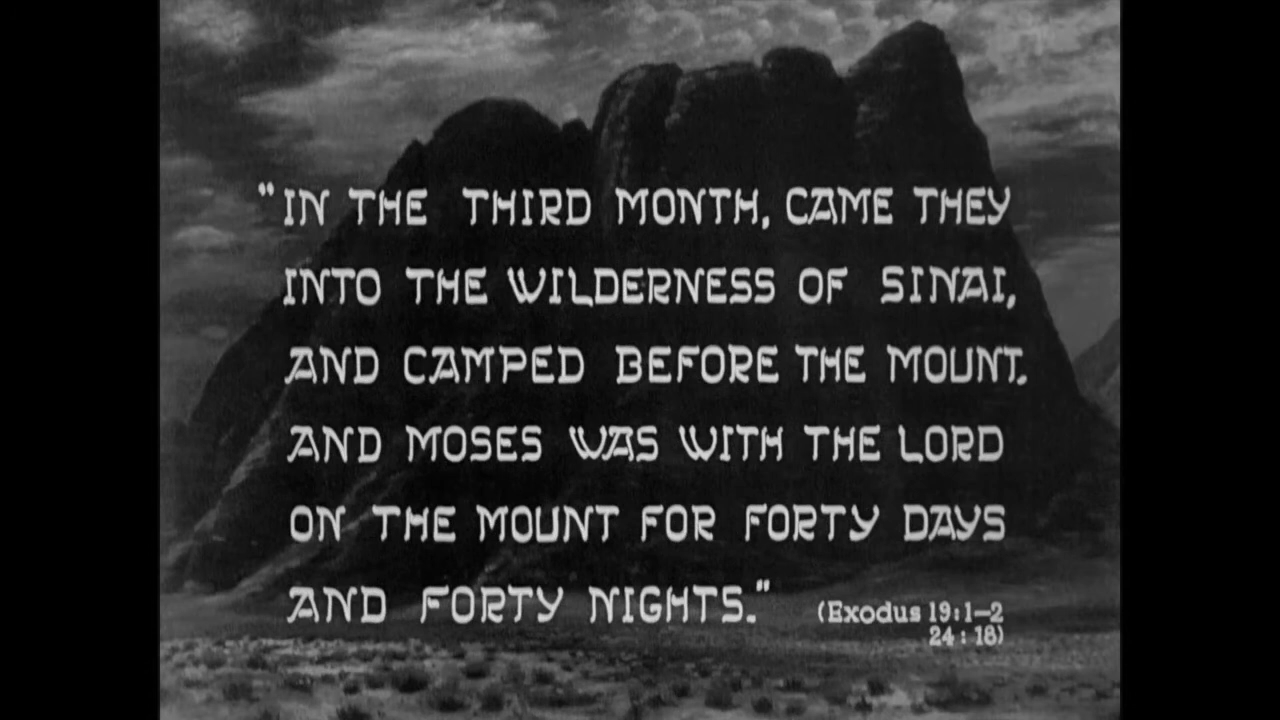 "IN THE THIRD MONTH, CAME THEY
INTO THE WILDERNESS OF SINAI,
AND CAMPED BEFORE THE MOUNT.
AND MOSES WAS WITH THE LORD
ON THE MOUNT FOR FORTY DAYS
AND FORTY NIGHTS."
(Exodus 19:1-2
24:18)